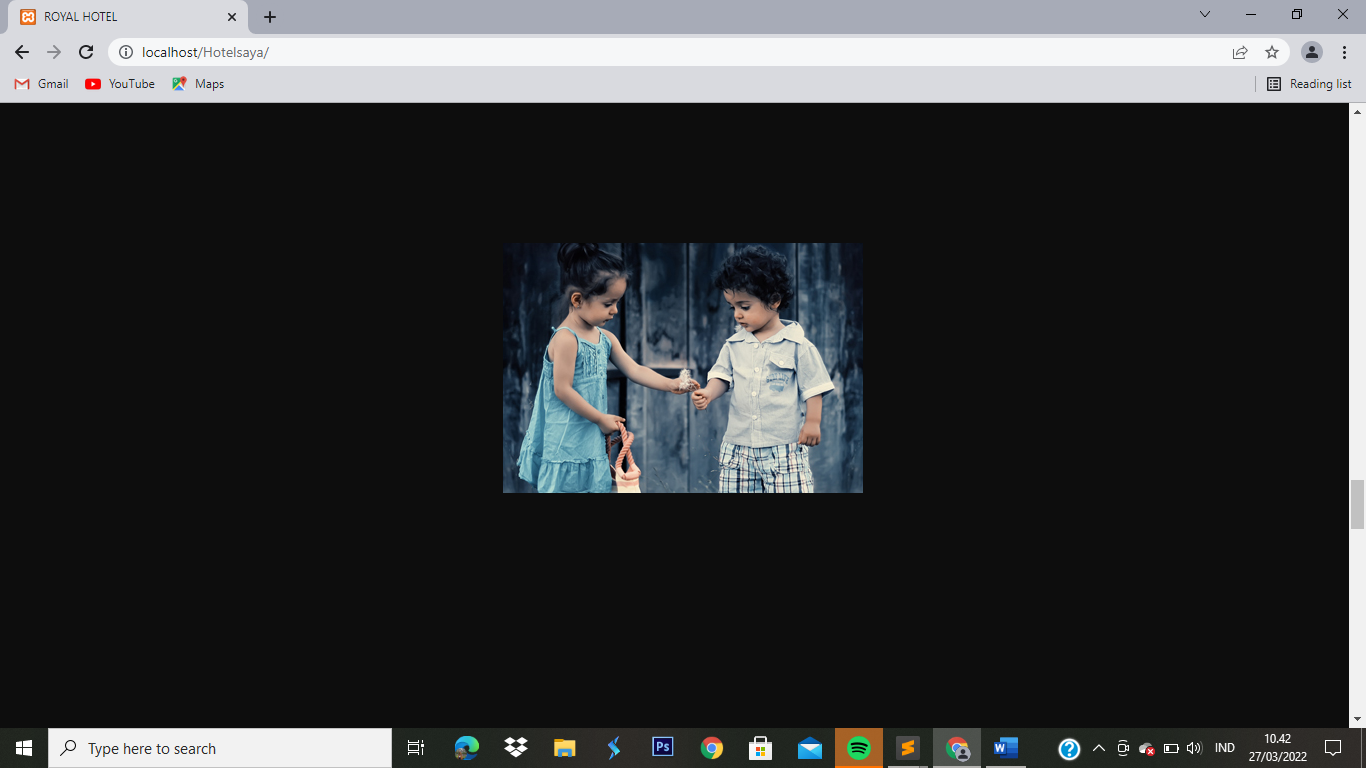 ROYAL HOTEL
localhost/Hotelsaya/
Gmail
YouTube
Maps
Reading list
Type here to search
Ps
W
?
IND
10.42
27/03/2022